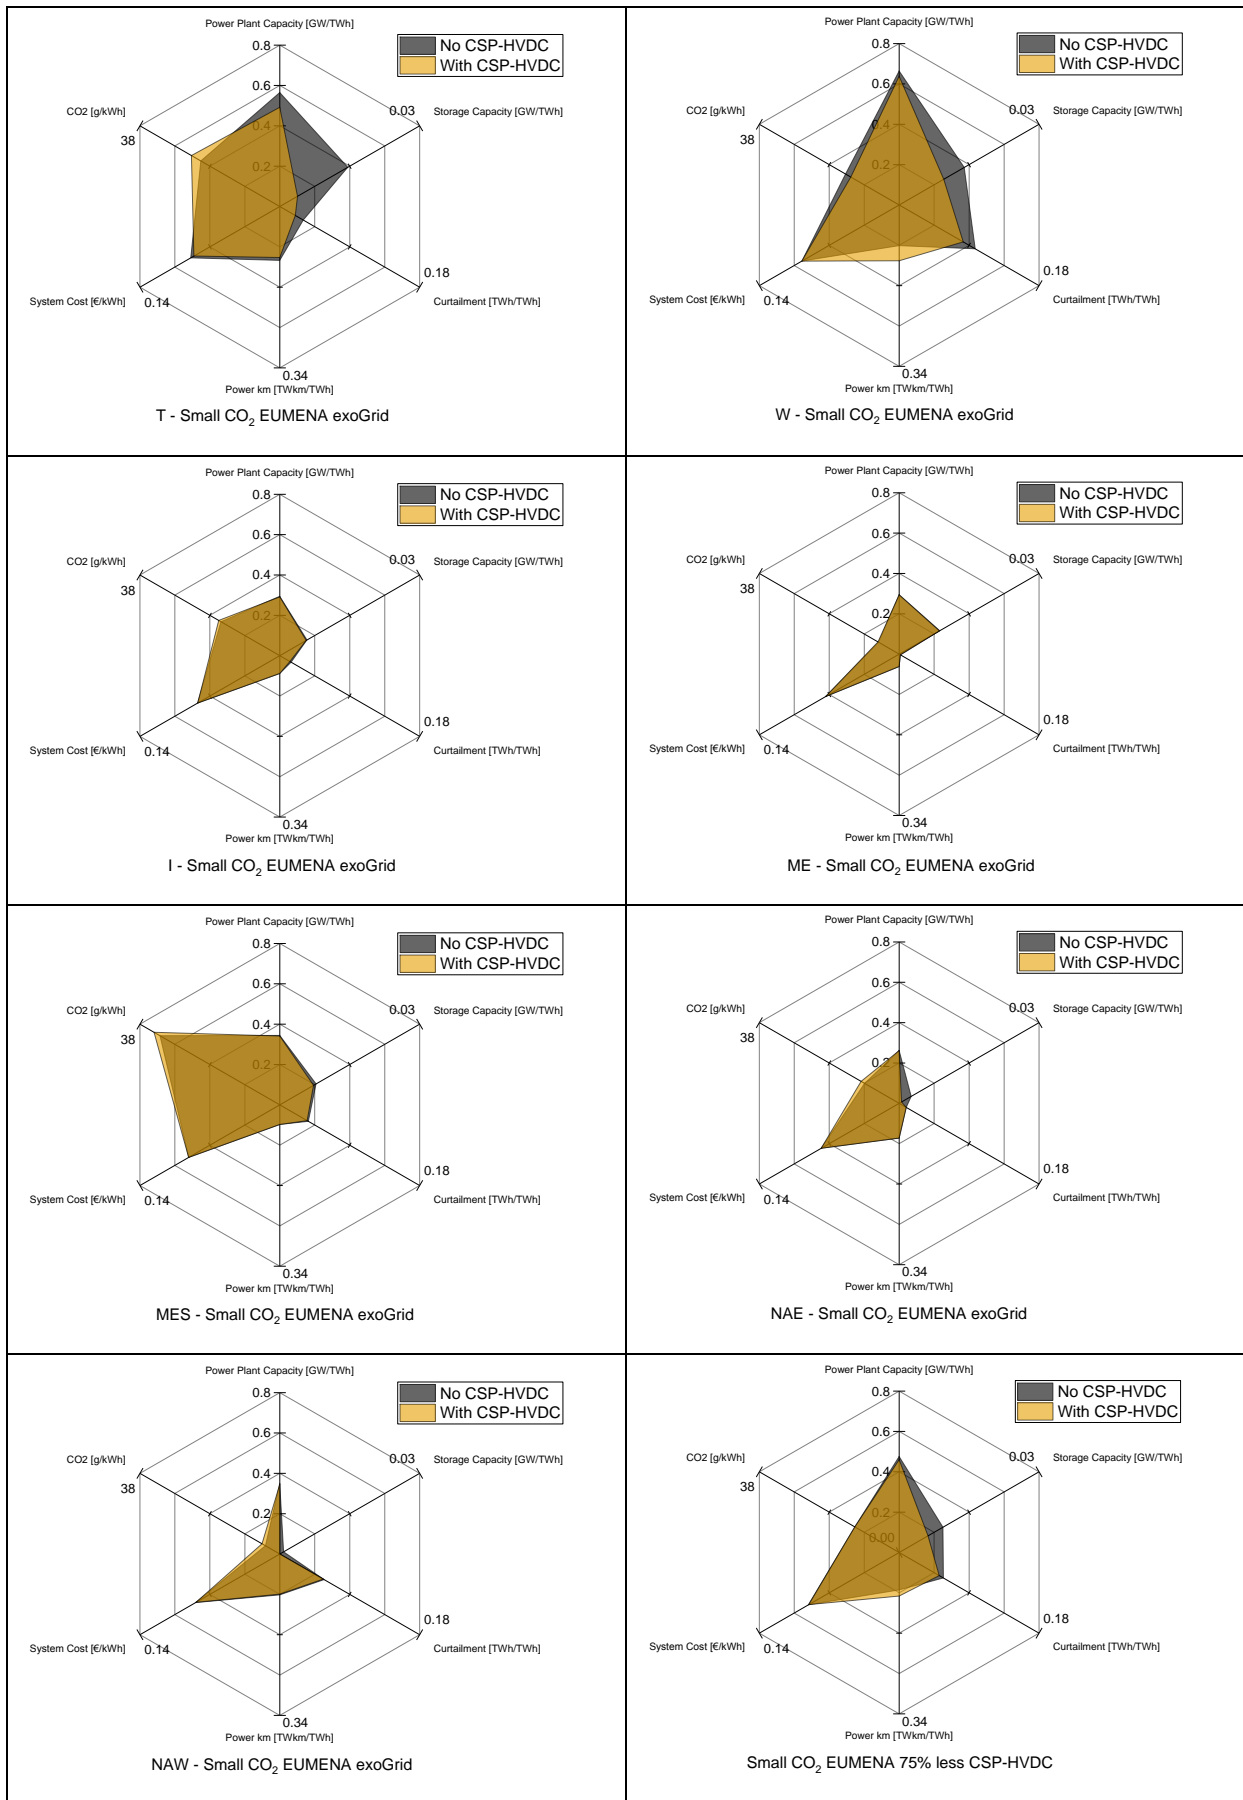 Power Plant Capacity [GW/TWh]
0.8
No CSP-HVDC
With CSP-HVDC
0.6
CO2 [g/kWh]
38
0.03
Storage Capacity [GW/TWh]
0.4
0.2
0.18
System Cost [€/kWh]
0.14
Curtailment [TWh/TWh]
0.34
Power km [TWkm/TWh]
T - Small CO₂ EUMENA exoGrid
Power Plant Capacity [GW/TWh]
0.8
No CSP-HVDC
With CSP-HVDC
0.6
CO2 [g/kWh]
38
0.03
Storage Capacity [GW/TWh]
0.4
0.2
0.18
System Cost [€/kWh]
0.14
Curtailment [TWh/TWh]
0.34
Power km [TWkm/TWh]
W - Small CO₂ EUMENA exoGrid
Power Plant Capacity [GW/TWh]
0.8
No CSP-HVDC
With CSP-HVDC
0.6
CO2 [g/kWh]
38
0.03
Storage Capacity [GW/TWh]
0.4
0.2
0.18
System Cost [€/kWh]
0.14
Curtailment [TWh/TWh]
0.34
Power km [TWkm/TWh]
I - Small CO₂ EUMENA exoGrid
Power Plant Capacity [GW/TWh]
0.8
No CSP-HVDC
With CSP-HVDC
0.6
CO2 [g/kWh]
38
0.03
Storage Capacity [GW/TWh]
0.4
0.2
0.18
System Cost [€/kWh]
0.14
Curtailment [TWh/TWh]
0.34
Power km [TWkm/TWh]
ME - Small CO₂ EUMENA exoGrid
Power Plant Capacity [GW/TWh]
0.8
No CSP-HVDC
With CSP-HVDC
0.6
CO2 [g/kWh]
38
0.03
Storage Capacity [GW/TWh]
0.4
0.2
0.18
System Cost [€/kWh]
0.14
Curtailment [TWh/TWh]
0.34
Power km [TWkm/TWh]
MES - Small CO₂ EUMENA exoGrid
Power Plant Capacity [GW/TWh]
0.8
No CSP-HVDC
With CSP-HVDC
0.6
CO2 [g/kWh]
38
0.03
Storage Capacity [GW/TWh]
0.4
0.2
0.18
System Cost [€/kWh]
0.14
Curtailment [TWh/TWh]
0.34
Power km [TWkm/TWh]
NAE - Small CO₂ EUMENA exoGrid
Power Plant Capacity [GW/TWh]
0.8
No CSP-HVDC
With CSP-HVDC
0.6
CO2 [g/kWh]
38
0.03
Storage Capacity [GW/TWh]
0.4
0.2
0.18
System Cost [€/kWh]
0.14
Curtailment [TWh/TWh]
0.34
Power km [TWkm/TWh]
NAW - Small CO₂ EUMENA exoGrid
Power Plant Capacity [GW/TWh]
0.8
No CSP-HVDC
With CSP-HVDC
0.6
CO2 [g/kWh]
38
0.03
Storage Capacity [GW/TWh]
0.4
0.2
0.00
0.18
System Cost [€/kWh]
0.14
Curtailment [TWh/TWh]
0.34
Power km [TWkm/TWh]
Small CO₂ EUMENA 75% less CSP-HVDC